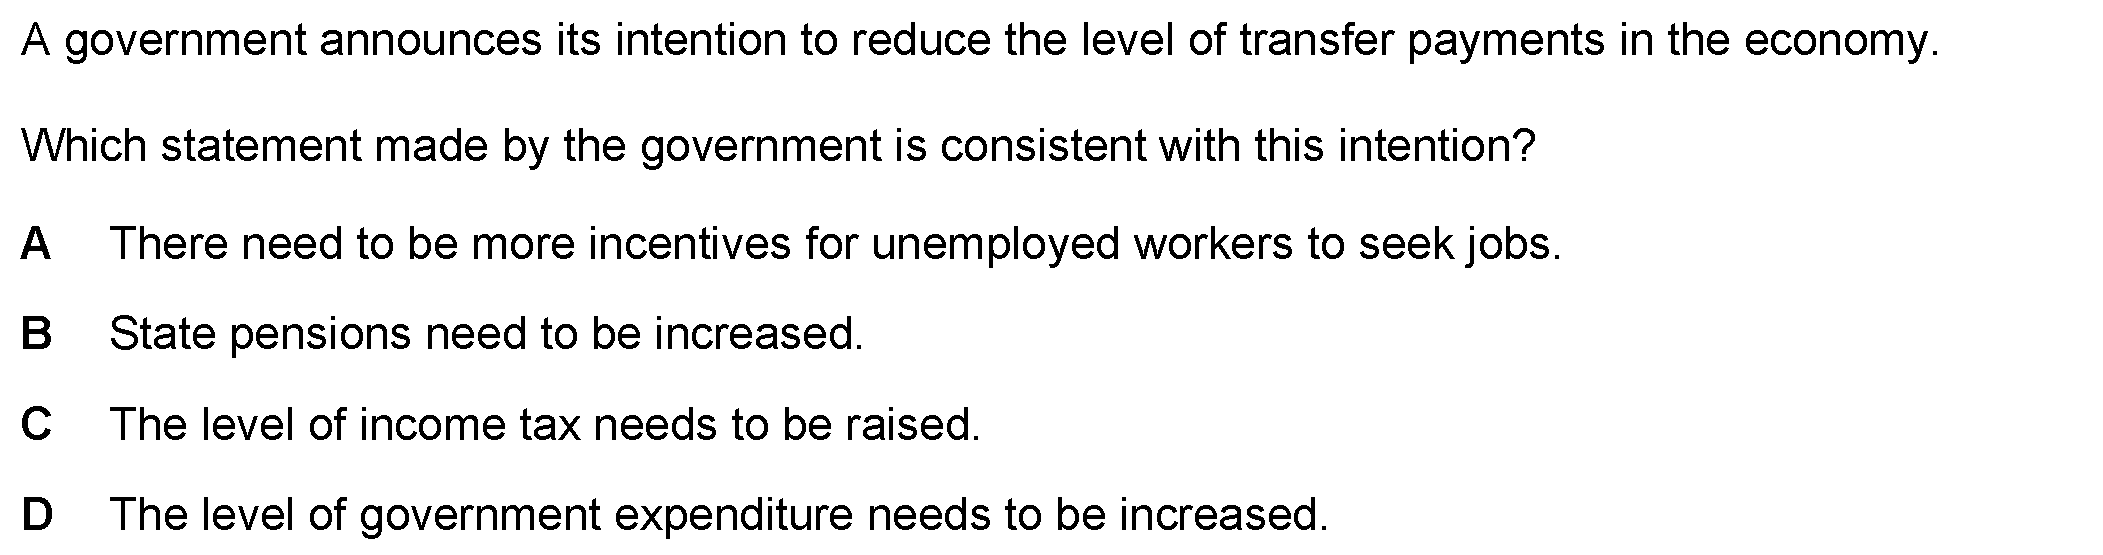 A government announces its intention to reduce the level of transfer payments in the economy.
Which statement made by the government is consistent with this intention?
A There need to be more incentives for unemployed workers to seek jobs.
B State pensions need to be increased.
C The level of income tax needs to be raised.
D The level of government expenditure needs to be increased.